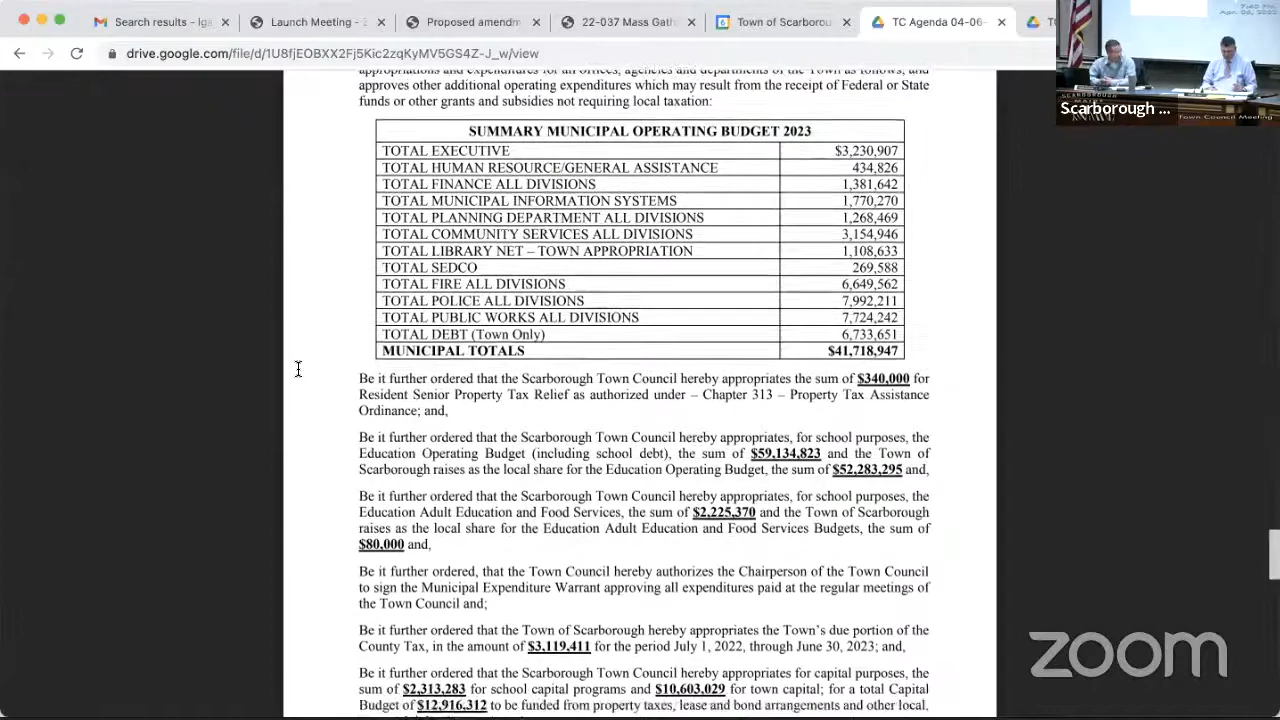 Search results - Iga
Launch Meeting - Z
Proposed amendm
22-037 Mass Gath
Town of Scarborou
TC Agenda 04-06-
drive.google.com/file/d/1U8fjEOBXX2Fj5Kic2zqKyMV5GS4Z-J_w/view
Scarborough ...
Town Council Meeting
appropriations and expenditures for all offices, agencies and departments of the Town as follows; and
approves other additional operating expenditures which may result from the receipt of Federal or State
funds or other grants and subsidies not requiring local taxation:
SUMMARY MUNICIPAL OPERATING BUDGET 2023
TOTAL EXECUTIVE $3,230,907
TOTAL HUMAN RESOURCE/GENERAL ASSISTANCE 434,826
TOTAL FINANCE ALL DIVISIONS 1,381,642
TOTAL MUNICIPAL INFORMATION SYSTEMS 1,770,270
TOTAL PLANNING DEPARTMENT ALL DIVISIONS 1,268,469
TOTAL COMMUNITY SERVICES ALL DIVISIONS 3,154,946
TOTAL LIBRARY NET – TOWN APPROPRIATION 1,108,633
TOTAL SEDCO 269,588
TOTAL FIRE ALL DIVISIONS 6,649,562
TOTAL POLICE ALL DIVISIONS 7,992,211
TOTAL PUBLIC WORKS ALL DIVISIONS 7,724,242
TOTAL DEBT (Town Only) 6,733,651
MUNICIPAL TOTALS $41,718,947
Be it further ordered that the Scarborough Town Council hereby appropriates the sum of $340,000 for
Resident Senior Property Tax Relief as authorized under – Chapter 313 – Property Tax Assistance
Ordinance; and,
Be it further ordered that the Scarborough Town Council hereby appropriates, for school purposes, the
Education Operating Budget (including school debt), the sum of $59,134,823 and the Town of
Scarborough raises as the local share for the Education Operating Budget, the sum of $52,283,295 and,
Be it further ordered that the Scarborough Town Council hereby appropriates, for school purposes, the
Education Adult Education and Food Services, the sum of $2,225,370 and the Town of Scarborough
raises as the local share for the Education Adult Education and Food Services Budgets, the sum of
$80,000 and,
Be it further ordered, that the Town Council hereby authorizes the Chairperson of the Town Council
to sign the Municipal Expenditure Warrant approving all expenditures paid at the regular meetings of
the Town Council and;
Be it further ordered that the Town of Scarborough hereby appropriates the Town's due portion of the
County Tax, in the amount of $3,119,411 for the period July 1, 2022, through June 30, 2023; and,
Be it further ordered that the Scarborough Town Council hereby appropriates for capital purposes, the
sum of $2,313,283 for school capital programs and $10,603,029 for town capital; for a total Capital
Budget of $12,916,312 to be funded from property taxes, lease and bond arrangements and other local,
zoom